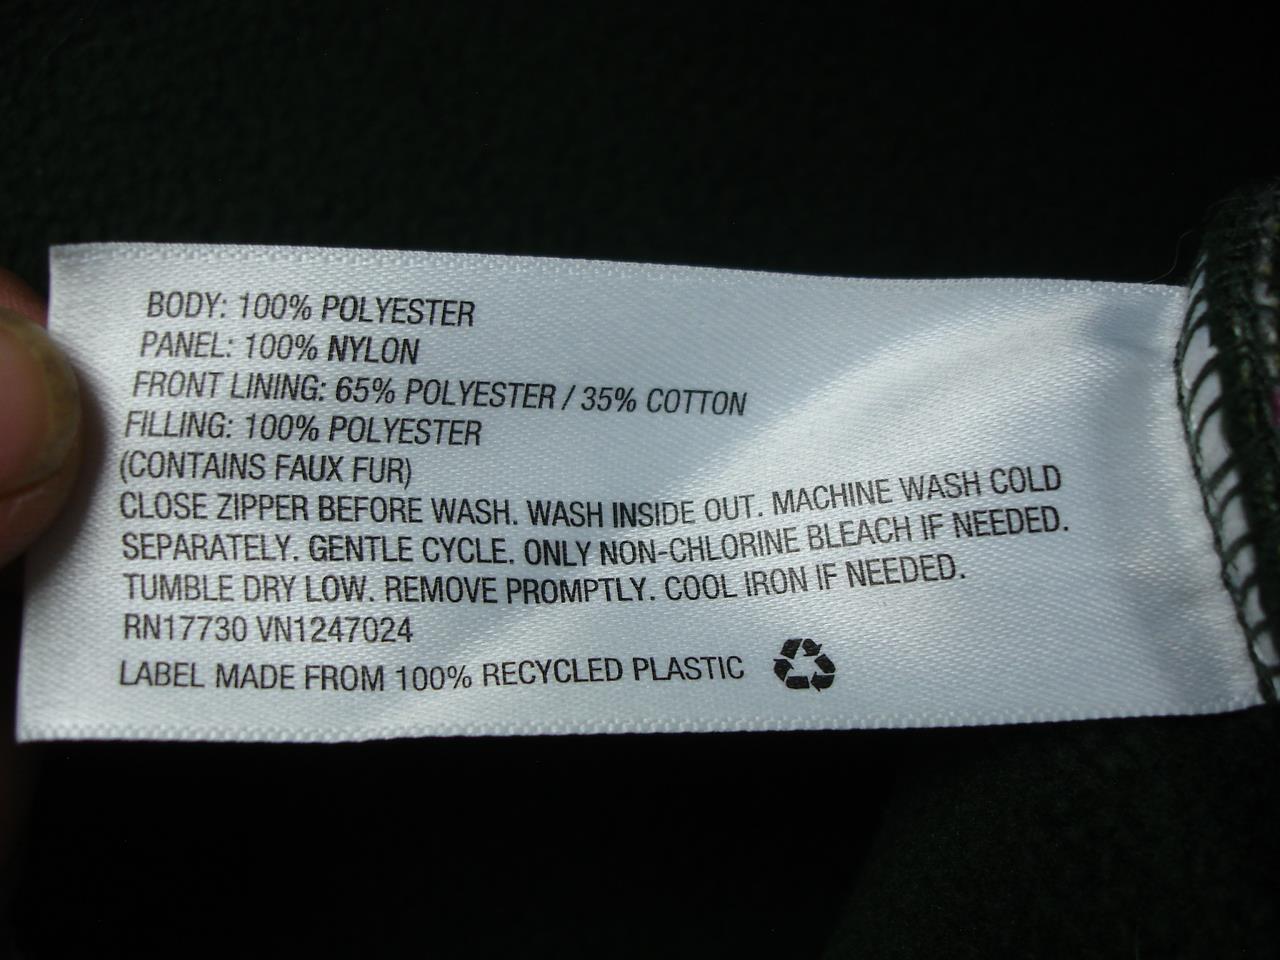 BODY: 100% POLYESTER
PANEL: 100% NYLON
FRONT LINING: 65% POLYESTER / 35% COTTON
FILLING: 100% POLYESTER
(CONTAINS FAUX FUR)
CLOSE ZIPPER BEFORE WASH. WASH INSIDE OUT. MACHINE WASH COLD
SEPARATELY. GENTLE CYCLE. ONLY NON-CHLORINE BLEACH IF NEEDED.
TUMBLE DRY LOW. REMOVE PROMPTLY. COOL IRON IF NEEDED.
RN17730 VN1247024
LABEL MADE FROM 100% RECYCLED PLASTIC